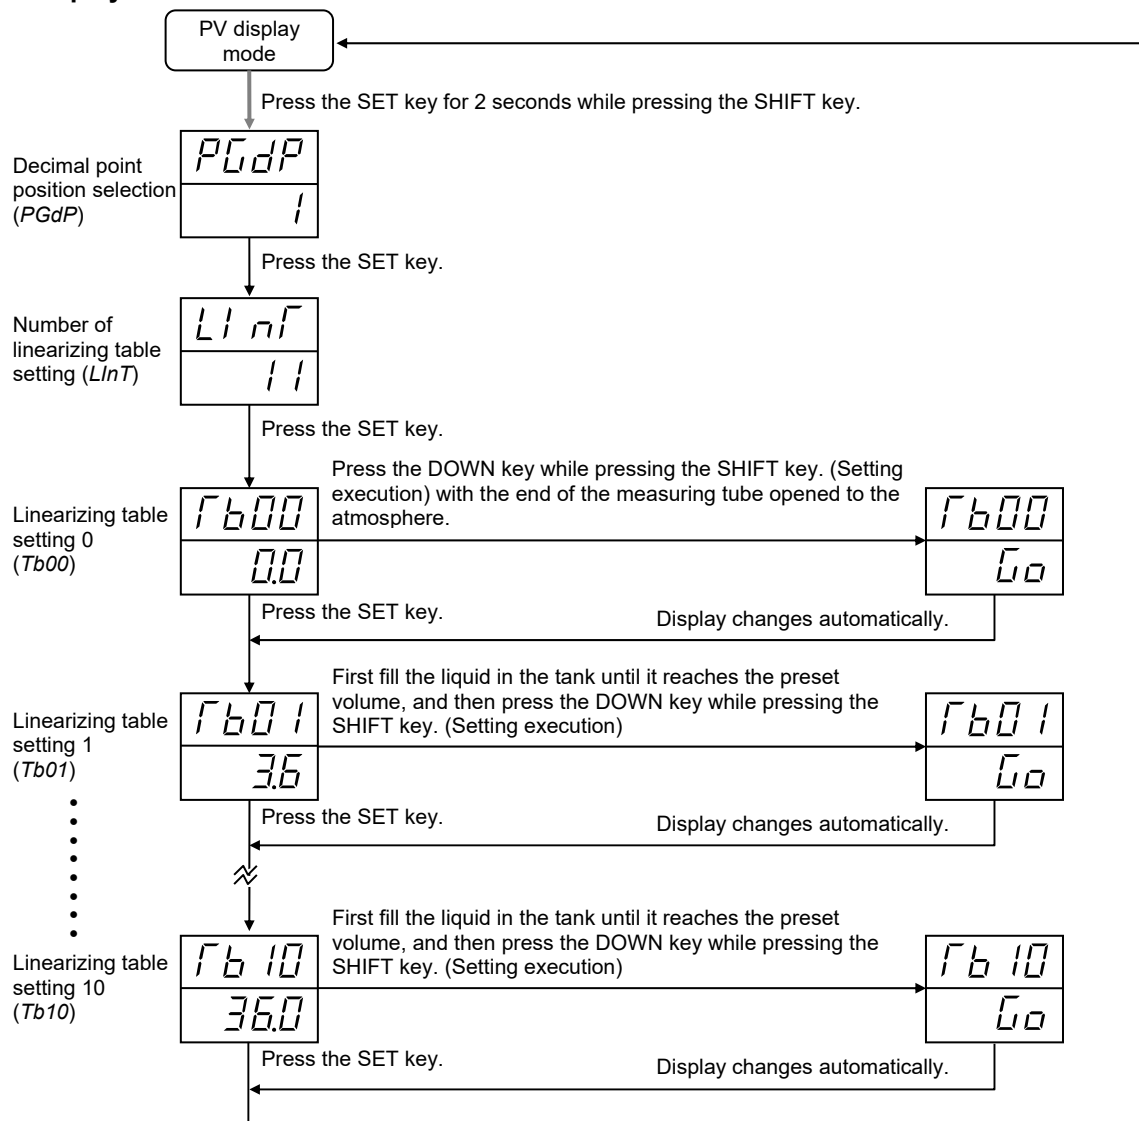 PV display
mode
Press the SET key for 2 seconds while pressing the SHIFT key.
Decimal point
position selection
(PGdP)
PGdP
1
Press the SET key.
Number of
linearizing table
setting (LInT)
LInT
11
Press the SET key.
Press the DOWN key while pressing the SHIFT key. (Setting
execution) with the end of the measuring tube opened to the
atmosphere.
Linearizing table
setting 0
(Tb00)
Tb00
0.0
Tb00
Go
Press the SET key.
Display changes automatically.
First fill the liquid in the tank until it reaches the preset
volume, and then press the DOWN key while pressing the
SHIFT key. (Setting execution)
Linearizing table
setting 1
(Tb01)
Tb01
3.6
Tb01
Go
Press the SET key.
Display changes automatically.
First fill the liquid in the tank until it reaches the preset
volume, and then press the DOWN key while pressing the
SHIFT key. (Setting execution)
Linearizing table
setting 10
(Tb10)
Tb10
36.0
Tb10
Go
Press the SET key.
Display changes automatically.